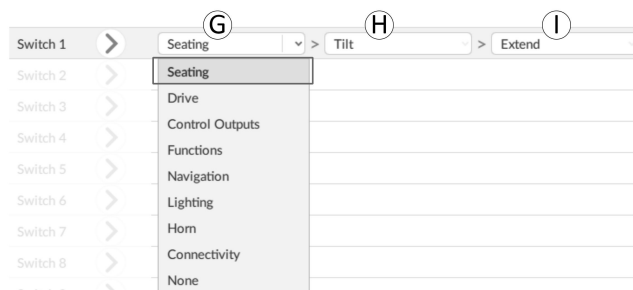 G H I
Switch 1 > Seating > Tilt > Extend
Switch 2 > Seating
Switch 3 > Drive
Switch 4 > Control Outputs
Functions
Switch 5 > Navigation
Switch 6 > Lighting
Switch 7 > Horn
Switch 8 > Connectivity
None